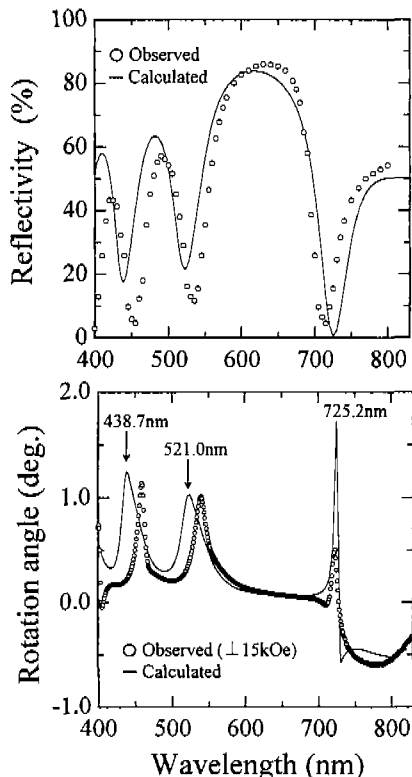 100
80
60
40
20
0
Reflectivity (%)
o Observed
— Calculated
400 500 600 700 800
2.0
1.0
0.0
-1.0
Rotation angle (deg.)
438.7nm
521.0nm
725.2nm
o Observed (⊥15kOe)
— Calculated
400 500 600 700 800
Wavelength (nm)